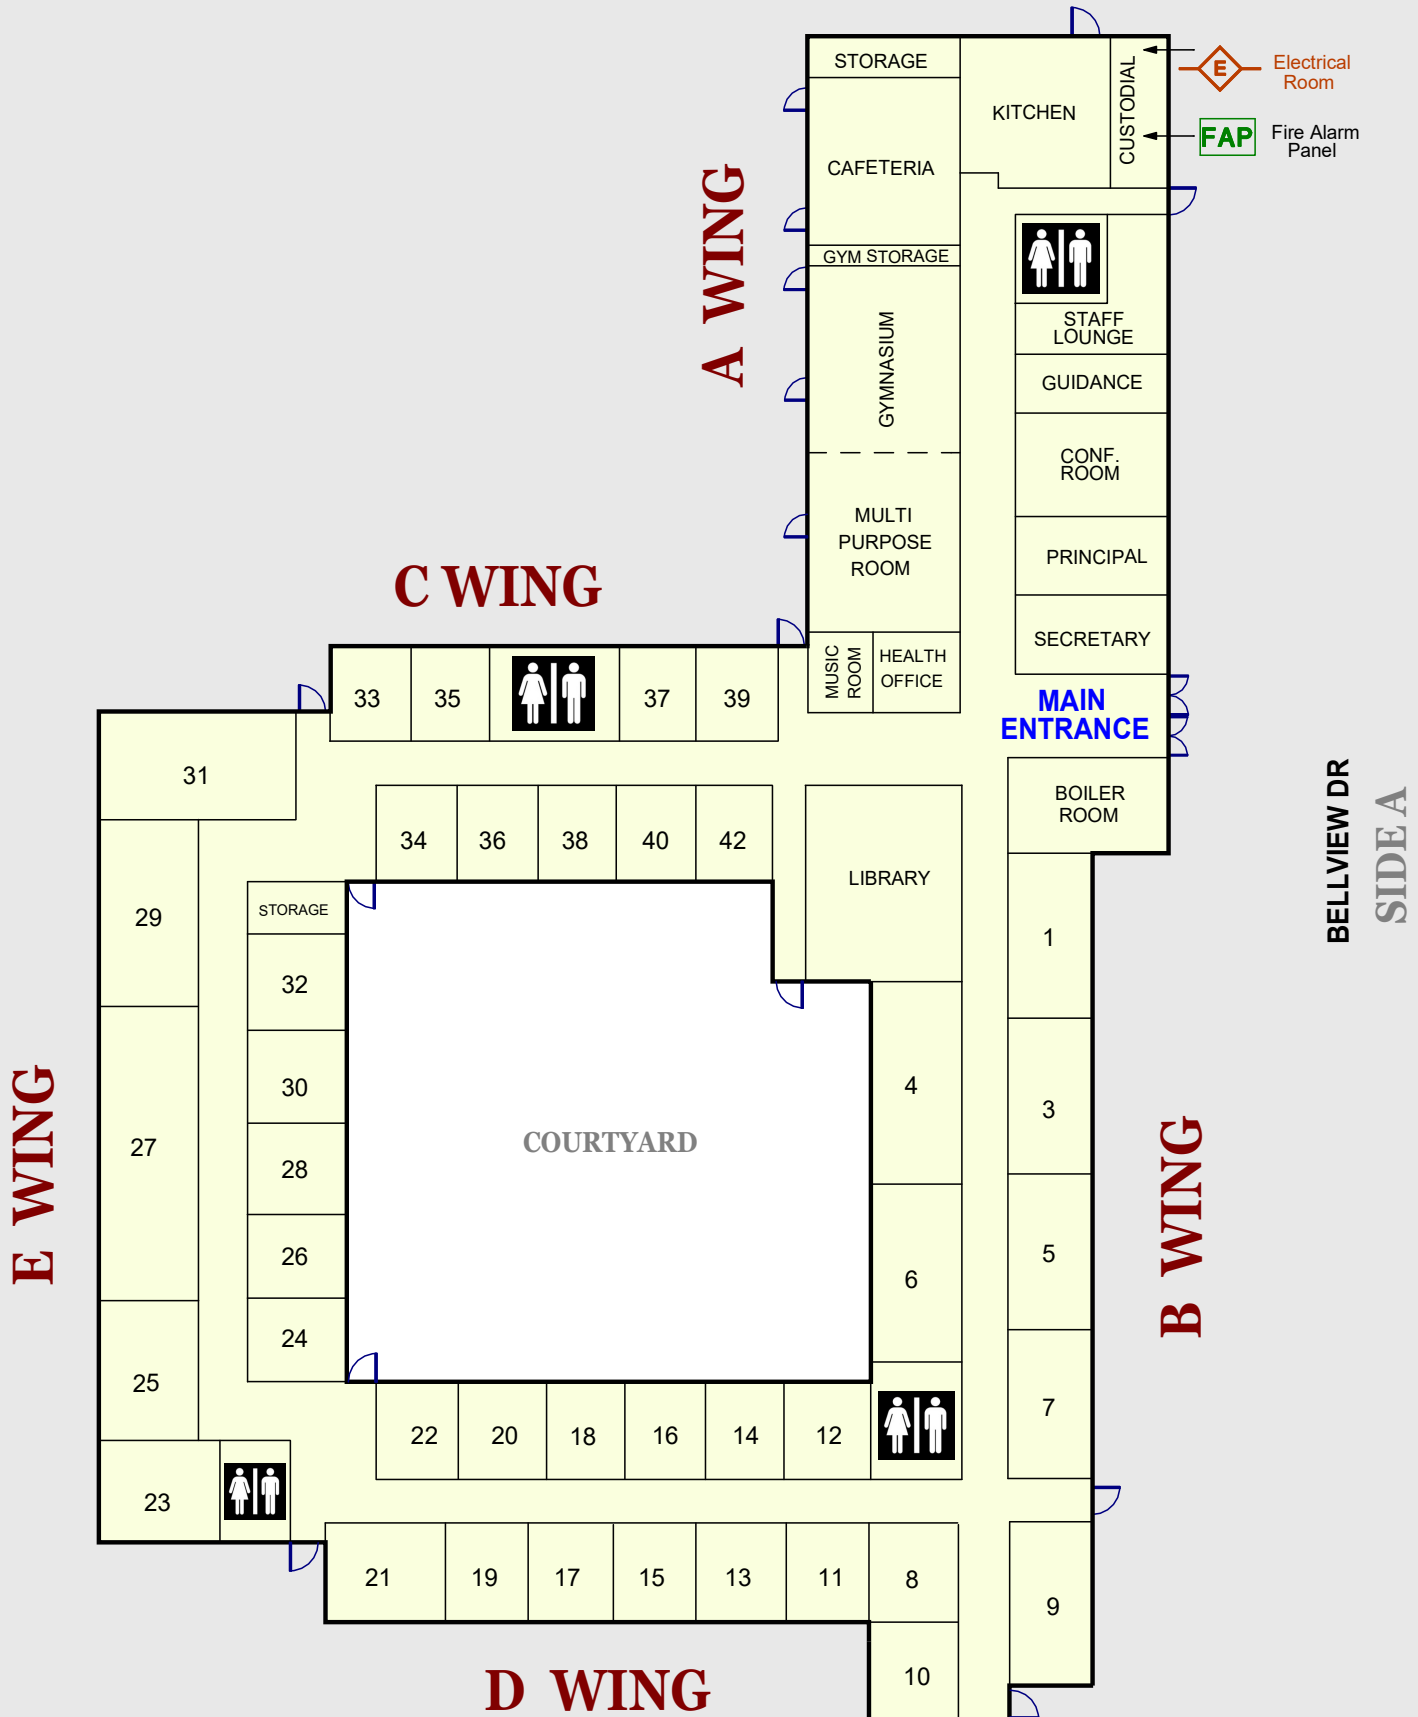 STORAGE
KITCHEN
CUSTODIAL
E
Electrical
Room
FAP
Fire Alarm
Panel
CAFETERIA
A WING
GYM STORAGE
GYMNASIUM
STAFF
LOUNGE
GUIDANCE
CONF.
ROOM
MULTI
PURPOSE
ROOM
PRINCIPAL
SECRETARY
C WING
MUSIC
ROOM
HEALTH
OFFICE
33
35
37
39
MAIN
ENTRANCE
31
BOILER
ROOM
BELLVIEW DR
SIDE A
34
36
38
40
42
LIBRARY
29
STORAGE
1
32
30
4
3
E WING
27
COURTYARD
28
B WING
26
6
5
24
25
7
22
20
18
16
14
12
23
21
19
17
15
13
11
8
9
10
D WING